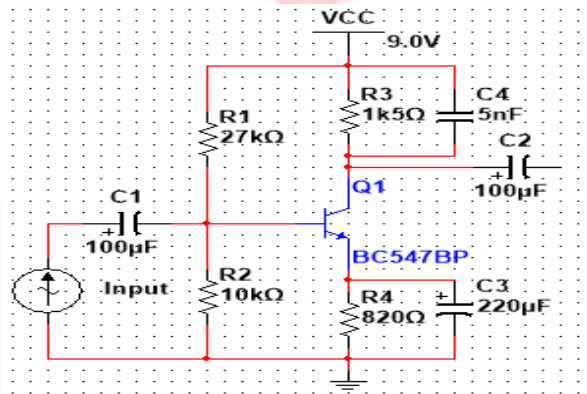 VCC
9.0V
R3
1k5Ω
C4
5nF
R1
27kΩ
C2
100µF
Q1
C1
100µF
BC547BP
Input
R2
10kΩ
R4
820Ω
C3
220µF